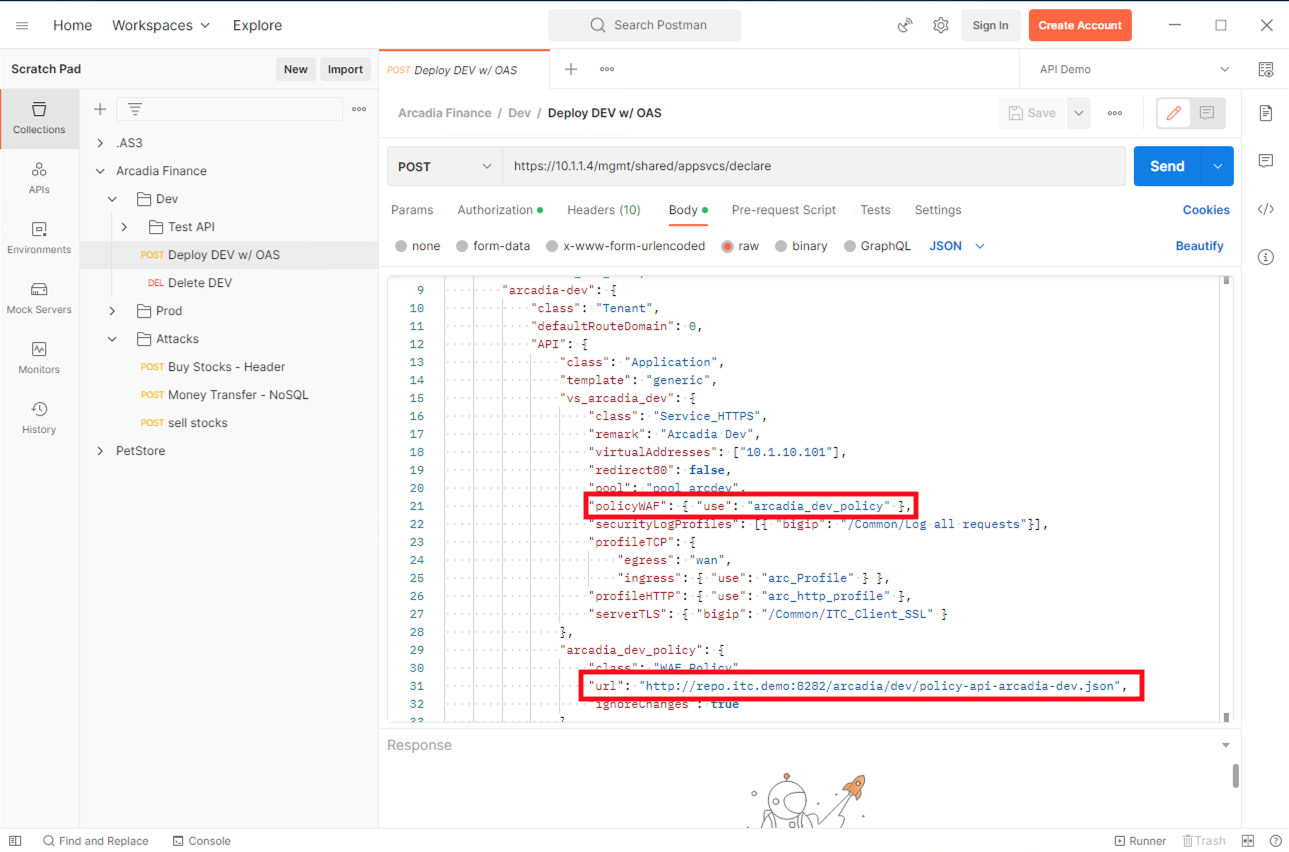 Home Workspaces Explore Search Postman Sign In Create Account
Scratch Pad New Import
POST Deploy DEV w/ OAS API Demo
Collections
APIs
Environments
Mock Servers
Monitors
History
.AS3
Arcadia Finance
Dev
Test API
POST Deploy DEV w/ OAS
DEL Delete DEV
Prod
Attacks
POST Buy Stocks - Header
POST Money Transfer - NoSQL
POST sell stocks
PetStore
Arcadia Finance / Dev / Deploy DEV w/ OAS Save
POST https://10.1.1.4/mgmt/shared/appsvcs/declare Send
Params Authorization Headers (10) Body Pre-request Script Tests Settings Cookies
none form-data x-www-form-urlencoded raw binary GraphQL JSON Beautify
9 "arcadia-dev": {
10 "class": "Tenant",
11 "defaultRouteDomain": 0,
12 "API": {
13 "class": "Application",
14 "template": "generic",
15 "vs_arcadia_dev": {
16 "class": "Service_HTTPS",
17 "remark": "Arcadia Dev",
18 "virtualAddresses": ["10.1.10.101"],
19 "redirect80": false,
20 "pool": "pool_arcdev",
21 "policyWAF": { "use": "arcadia_dev_policy" },
22 "securityLogProfiles": [{ "bigip": "/Common/Log all requests"}],
23 "profileTCP": {
24 "egress": "wan",
25 "ingress": { "use": "arc_Profile" } },
26 "profileHTTP": { "use": "arc_http_profile" },
27 "serverTLS": { "bigip": "/Common/ITC_Client_SSL" }
28 },
29 "arcadia_dev_policy": {
30 "class": "WAF_Policy",
31 "url": "http://repo.itc.demo:8282/arcadia/dev/policy-api-arcadia-dev.json",
32 "ignoreChanges": true
33 }
Response
Find and Replace Console Runner Trash